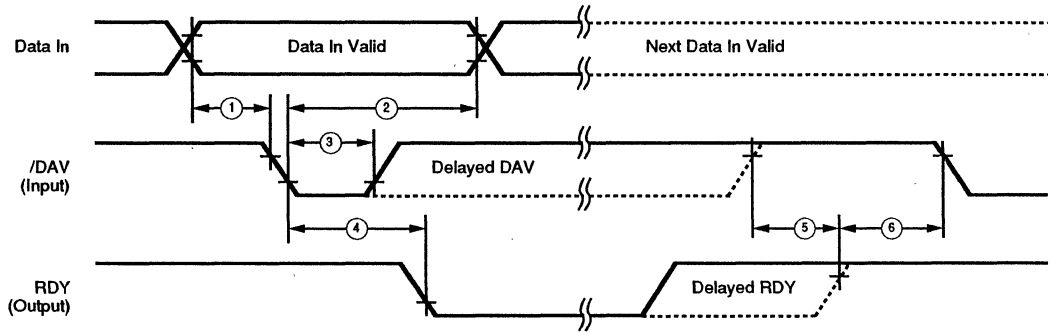 Data In
Data In Valid
Next Data In Valid
1
2
3
/DAV
(Input)
Delayed DAV
4
5
6
RDY
(Output)
Delayed RDY